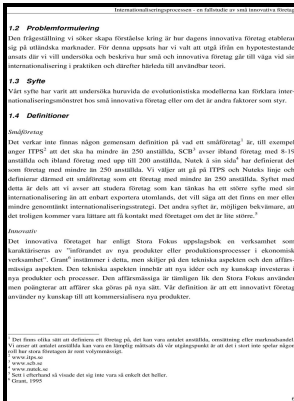 Internationaliseringsprocessen - en fallstudie av små innovativa företag
1.2 Problemformulering
Den frågeställning vi söker skapa förståelse kring är hur dagens innovativa företag etablerar
sig på utländska marknader. För denna uppsats har vi valt att utgå ifrån en hypotestestande
ansats där vi vill undersöka och beskriva hur små och innovativa företag går till väga vid sin
internationalisering i praktiken och därefter härleda till användbar teori.
1.3 Syfte
Vårt syfte har varit att undersöka huruvida de evolutionistiska modellerna kan förklara inter-
nationaliseringsmönstret hos små innovativa företag eller om det är andra faktorer som styr.
1.4 Definitioner
Småföretag
Det verkar inte finnas någon gemensam definition på vad ett småföretag¹ är, till exempel
anger ITPS² att det ska ha mindre än 250 anställda, SCB³ avser ibland företag med 8-19
anställda och ibland företag med upp till 200 anställda, Nutek å sin sida⁴ har definierat det
som företag med mindre än 250 anställda. Vi väljer att gå på ITPS och Nuteks linje och
definierar därmed ett småföretag som ett företag med mindre än 250 anställda. Syftet med
detta är dels att vi avser att studera företag som kan tänkas ha ett större syfte med sin
internationalisering än att enbart exportera utomlands, det vill säga att det finns en mer eller
mindre genomtänkt internationaliseringsstrategi. Det andra syftet är, möjligen bekvämare, att
det troligen kommer vara lättare att få kontakt med företaget om det är lite större.⁵
Innovativ
Det innovativa företaget har enligt Stora Fokus uppslagsbok en verksamhet som
karaktäriseras av "införandet av nya produkter eller produktionsprocesser i ekonomisk
verksamhet". Grant⁶ instämmer i detta, men skiljer på den tekniska aspekten och den affärs-
mässiga aspekten. Den tekniska aspekten innebär att nya idéer och ny kunskap investeras i
nya produkter och processer. Den affärsmässiga är tämligen lik den Stora Fokus använder
men poängterar att affärer ska göras på nya sätt. Vår definition är att ett innovativt företag
använder ny kunskap till att kommersialisera nya produkter.
¹ Det finns olika sätt att definiera ett företag på, det kan vara antalet anställda, omsättning eller marknadsandel.
Vi anser att antalet anställda kan vara en lämplig måttsats då vår utgångspunkt är att det i stort inte spelar någon
roll hur stora företagen är rent volymmässigt.
² www.itps.se
³ www.scb.se
⁴ www.nutek.se
⁵ Sett i efterhand så visade det sig inte vara så enkelt det heller.
⁶ Grant, 1995